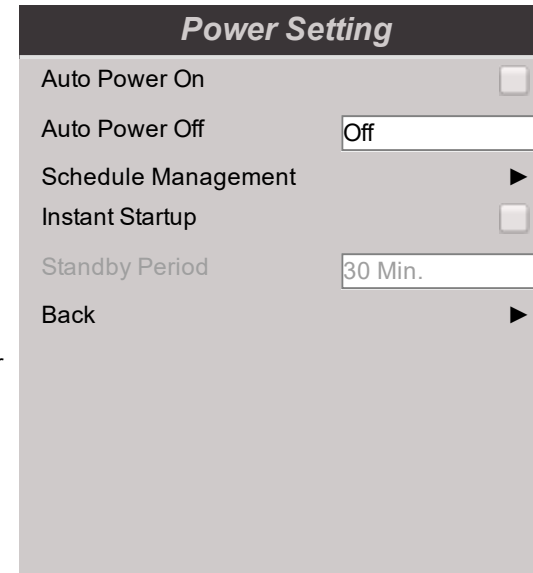 Power Setting
Auto Power On
Auto Power Off Off
Schedule Management ►
Instant Startup
Standby Period 30 Min.
Back ►